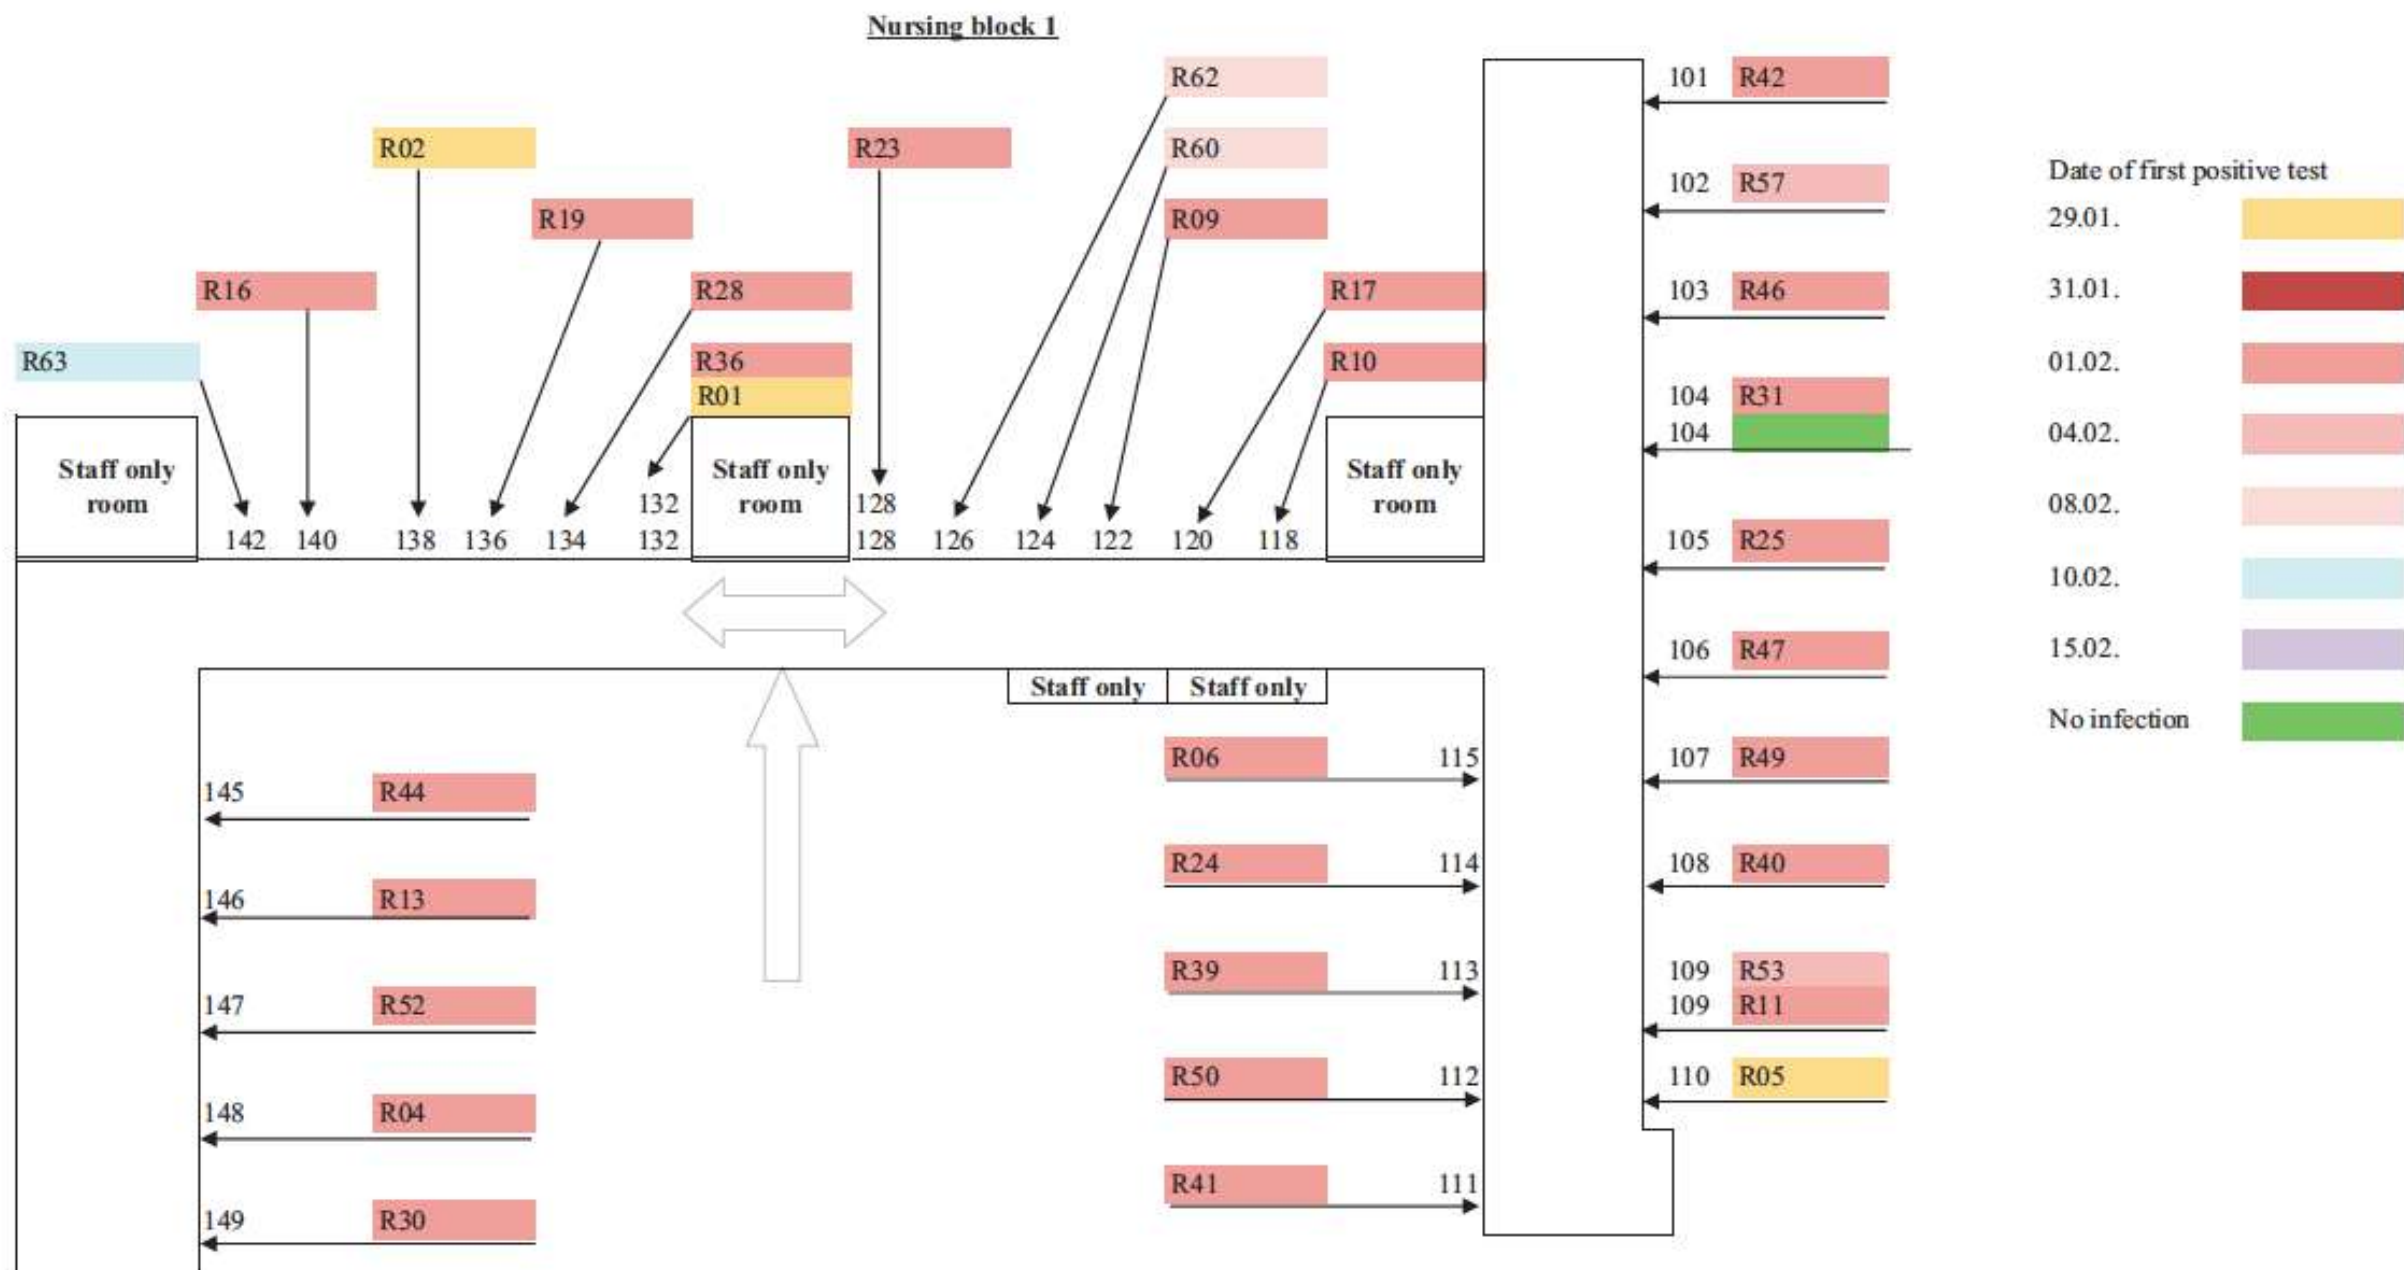 Nursing block 1
R62
101 R42
R02
R23
R60
Date of first positive test
102 R57
R19
R09
29.01.
R16
R28
R17
103 R46
31.01.
R63
R36
R10
01.02.
R01
104 R31
104
04.02.
Staff only
room
Staff only
room
Staff only
room
132
128
08.02.
142 140 138 136 134 132 128 126 124 122 120 118
105 R25
10.02.
106 R47
15.02.
Staff only Staff only
No infection
R06 115
107 R49
145 R44
R24 114
108 R40
146 R13
R39 113
109 R53
147 R52
109 R11
R50 112
110 R05
148 R04
R41 111
149 R30